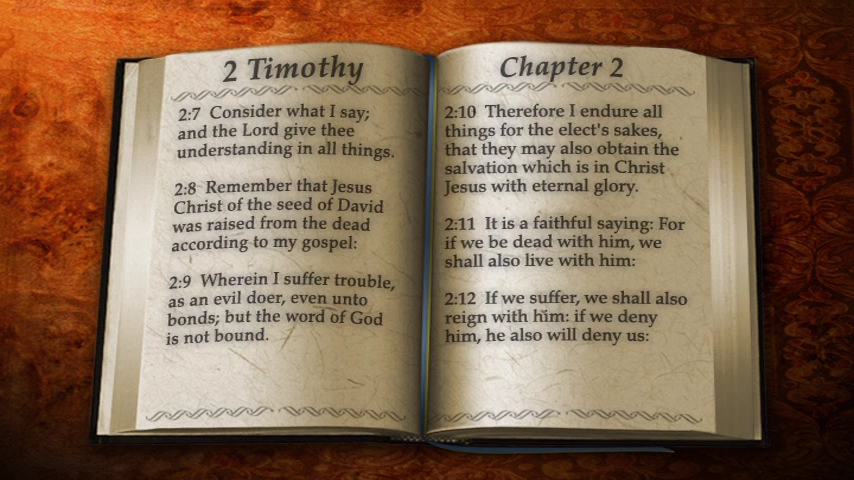 2 Timothy
2:7 Consider what I say;
and the Lord give thee
understanding in all things.
2:8 Remember that Jesus
Christ of the seed of David
was raised from the dead
according to my gospel:
2:9 Wherein I suffer trouble,
as an evil doer, even unto
bonds; but the word of God
is not bound.
Chapter 2
2:10 Therefore I endure all
things for the elect's sakes,
that they may also obtain the
salvation which is in Christ
Jesus with eternal glory.
2:11 It is a faithful saying: For
if we be dead with him, we
shall also live with him:
2:12 If we suffer, we shall also
reign with him: if we deny
him, he also will deny us: